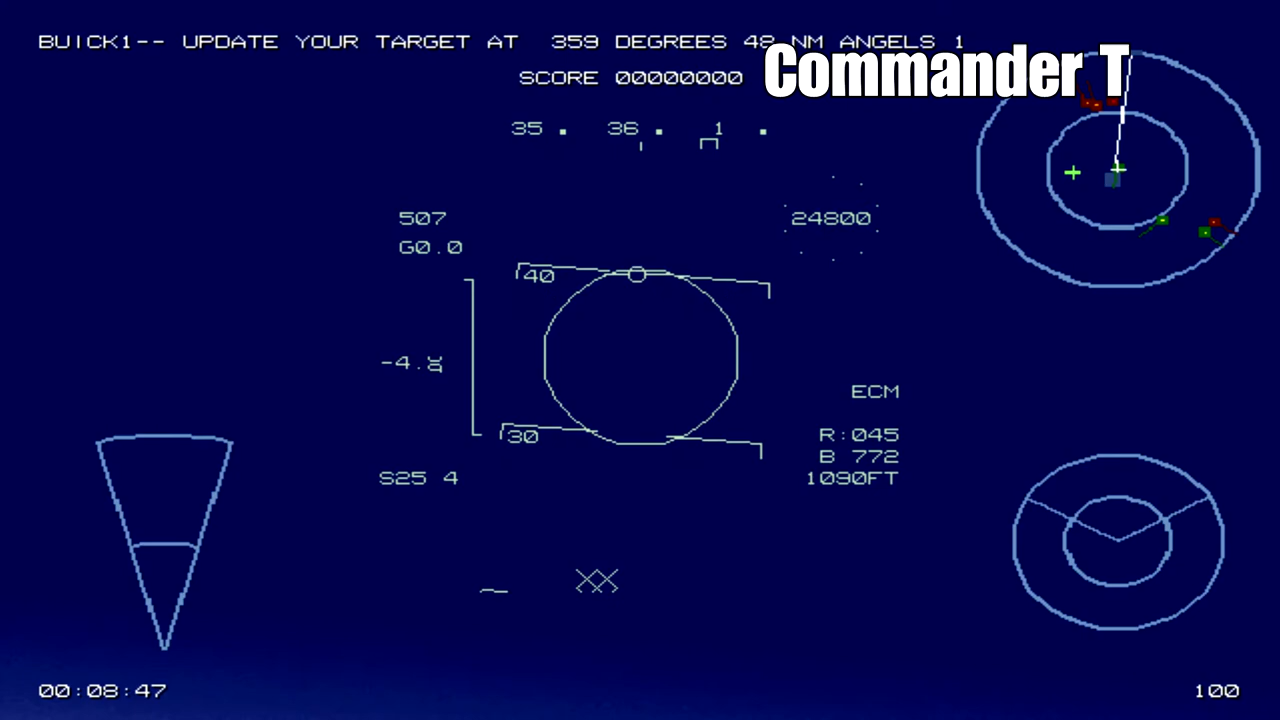 BUICK1-- UPDATE YOUR TARGET AT 359 DEGREES 48 NM ANGELS 1
SCORE 00000000
Commander T
35 . 36 . 1 .
507
24800
G0.0
40
-4.
ECM
30
R:045
B 772
S25 4
1090FT
00:08:47
100